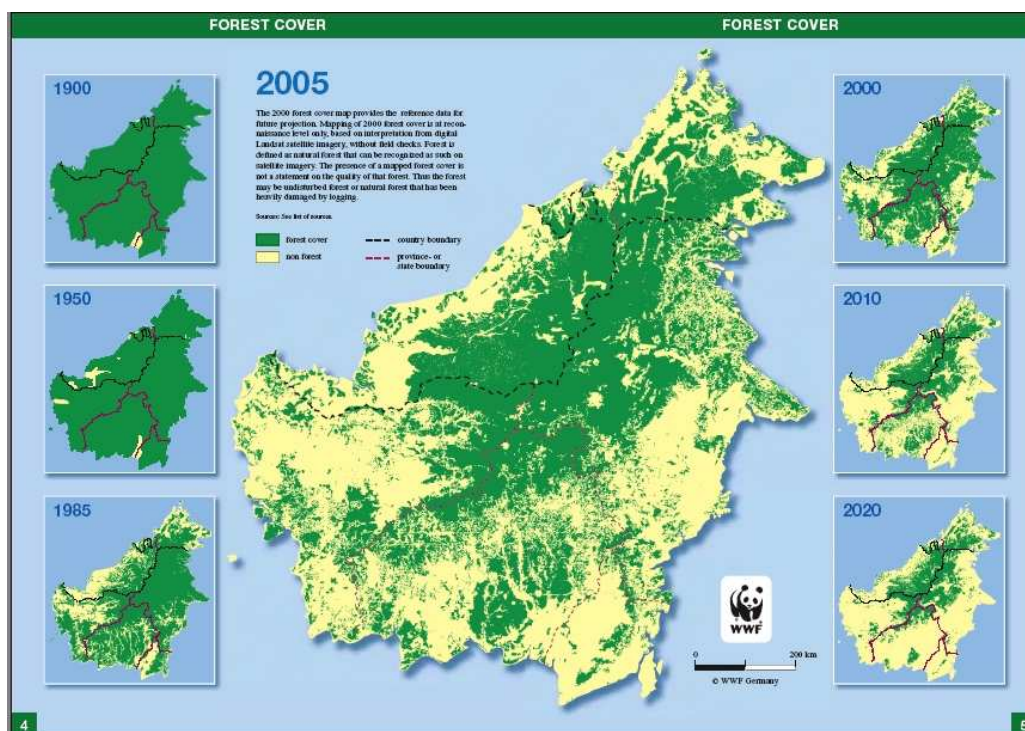 FOREST COVER
FOREST COVER
1900
1950
1985
2005
The 2000 forest cover map provides the reference data for
future projection. Mapping of 2000 forest cover is at recon-
naissance level only, based on interpretation from digital
Landsat satellite imagery, without field checks. Forest is
defined as natural forest that can be recognized as such on
satellite imagery. The presence of a mapped forest cover is
not a statement on the quality of that forest. Thus the forest
may be undisturbed forest or natural forest that has been
heavily damaged by logging.
Sources: See list of sources.
forest cover
non forest
country boundary
province- or
state boundary
2000
2010
2020
WWF
0 200 km
© WWF Germany
4
5